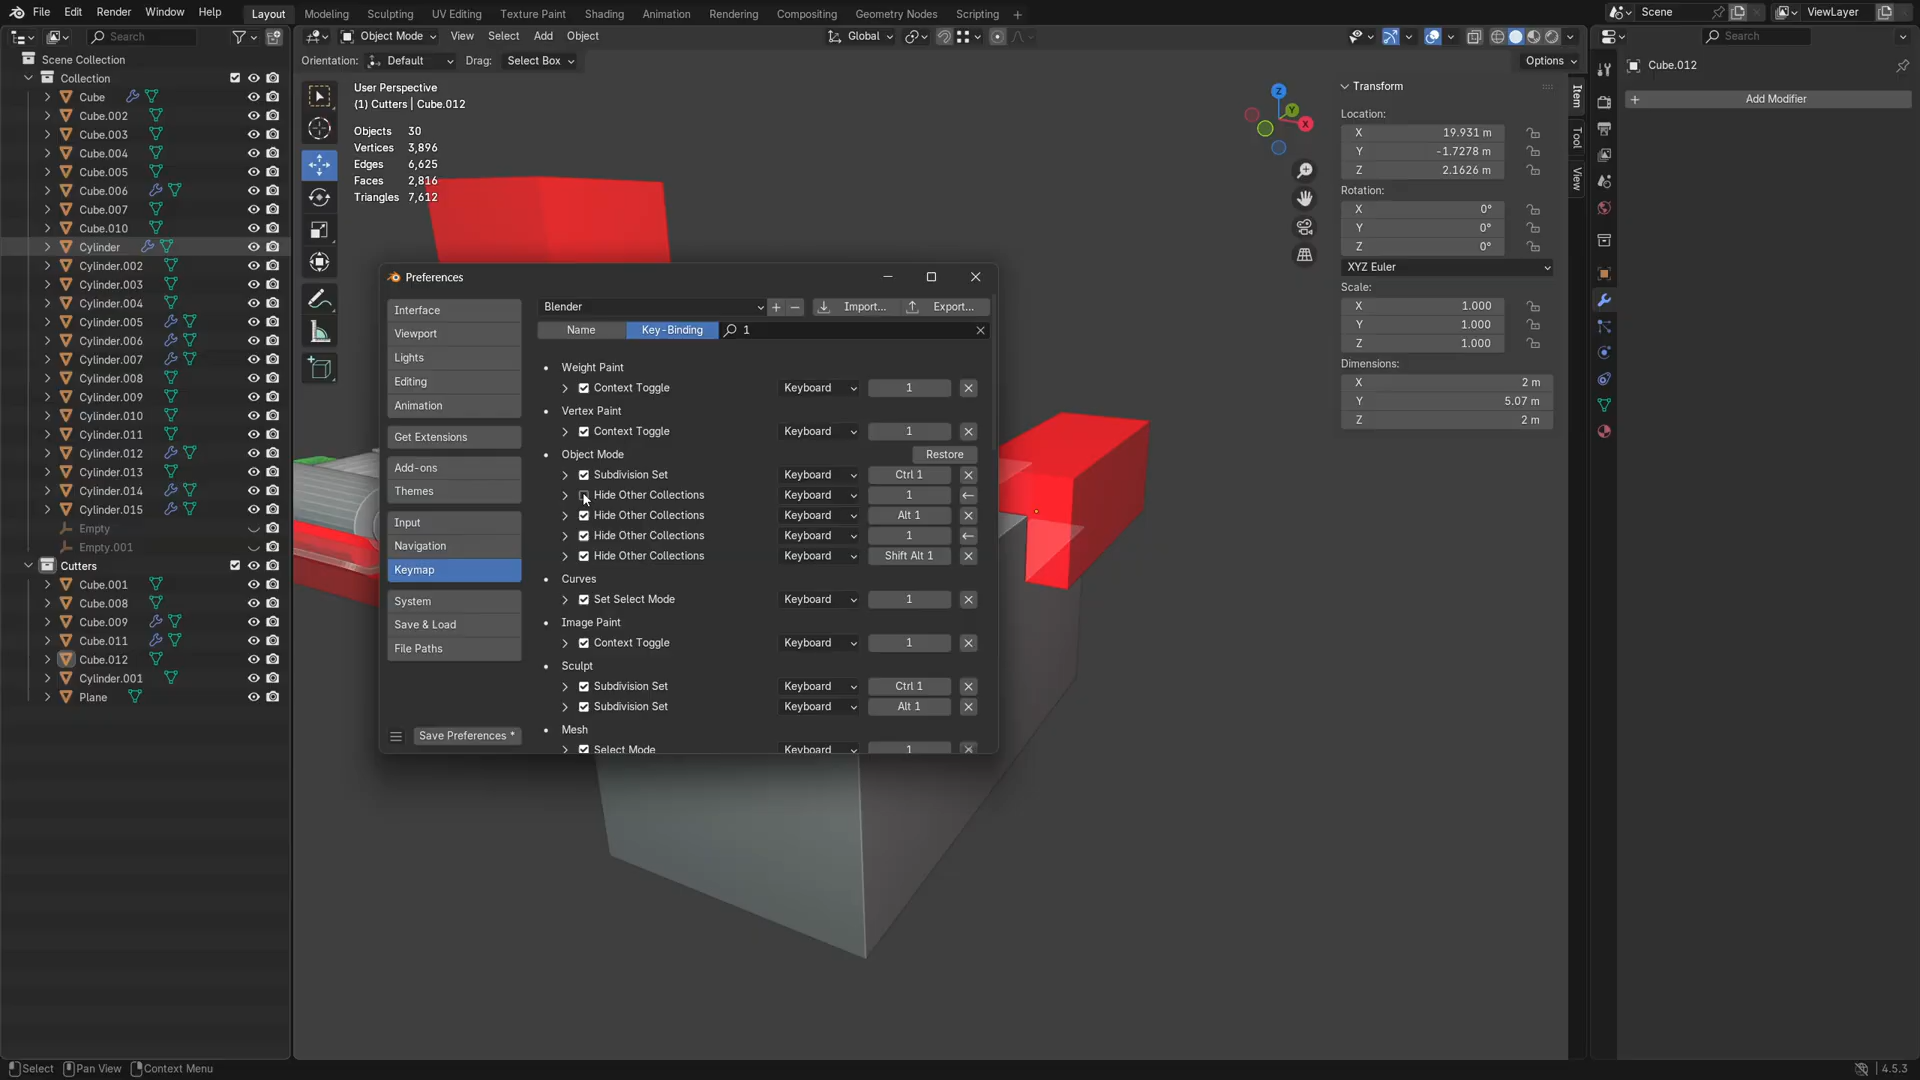 File Edit Render Window Help
Layout Modeling Sculpting UV Editing Texture Paint Shading Animation Rendering Compositing Geometry Nodes Scripting +
Scene ViewLayer
Search
Object Mode View Select Add Object
Global
Search
Scene Collection
Orientation: Default Drag: Select Box
Options
Collection
Cube
Cube.002
Cube.003
Cube.004
Cube.005
Cube.006
Cube.007
Cube.010
Cylinder
Cylinder.002
Cylinder.003
Cylinder.004
Cylinder.005
Cylinder.006
Cylinder.007
Cylinder.008
Cylinder.009
Cylinder.010
Cylinder.011
Cylinder.012
Cylinder.013
Cylinder.014
Cylinder.015
Empty
Empty.001
Cutters
Cube.001
Cube.008
Cube.009
Cube.011
Cube.012
Cylinder.001
Plane
User Perspective
(1) Cutters | Cube.012
Objects 30
Vertices 3,896
Edges 6,625
Faces 2,816
Triangles 7,612
Z
Y
X
Preferences
Interface
Viewport
Lights
Editing
Animation
Get Extensions
Add-ons
Themes
Input
Navigation
Keymap
System
Save & Load
File Paths
Save Preferences *
Blender + − Import... Export...
Name Key-Binding 1
Weight Paint
Context Toggle Keyboard 1
Vertex Paint
Context Toggle Keyboard 1
Object Mode Restore
Subdivision Set Keyboard Ctrl 1
Hide Other Collections Keyboard 1
Hide Other Collections Keyboard Alt 1
Hide Other Collections Keyboard 1
Hide Other Collections Keyboard Shift Alt 1
Curves
Set Select Mode Keyboard 1
Image Paint
Context Toggle Keyboard 1
Sculpt
Subdivision Set Keyboard Ctrl 1
Subdivision Set Keyboard Alt 1
Mesh
Select Mode Keyboard 1
Transform
Location:
X 19.931 m
Y -1.7278 m
Z 2.1626 m
Rotation:
X 0°
Y 0°
Z 0°
XYZ Euler
Scale:
X 1.000
Y 1.000
Z 1.000
Dimensions:
X 2 m
Y 5.07 m
Z 2 m
Item
Tool
View
Cube.012
+ Add Modifier
Select Pan View Context Menu
4.5.3